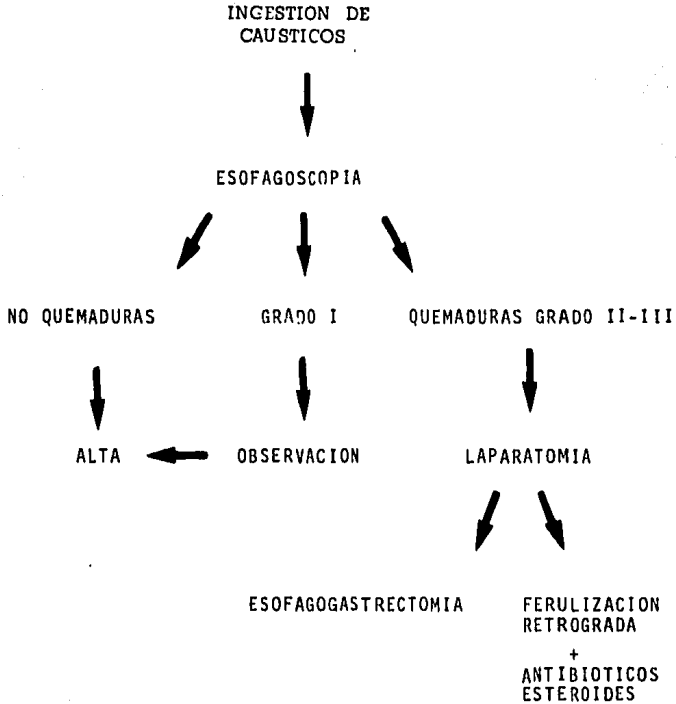 INGESTION DE
CAUSTICOS
ESOFAGOSCOPIA
NO QUEMADURAS
GRADO I
QUEMADURAS GRADO II-III
ALTA
OBSERVACION
LAPARATOMIA
ESOFAGOGASTRECTOMIA
FERULIZACION
RETROGRADA
+
ANTIBIOTICOS
ESTEROIDES